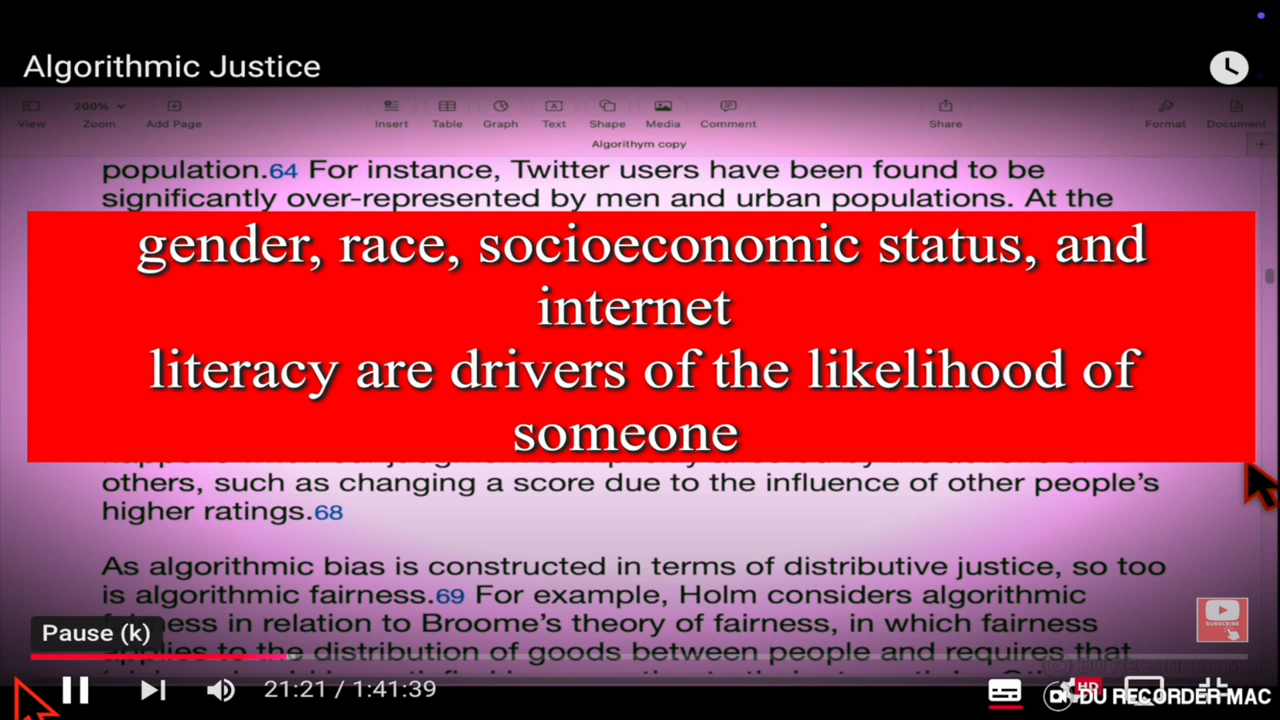 Algorithmic Justice
200%
View Zoom Add Page Insert Table Graph Text Shape Media Comment Share Format Document
Algorithym copy
population.64 For instance, Twitter users have been found to be
significantly over-represented by men and urban populations. At the
gender, race, socioeconomic status, and
internet
literacy are drivers of the likelihood of
someone
others, such as changing a score due to the influence of other people's
higher ratings.68
As algorithmic bias is constructed in terms of distributive justice, so too
is algorithmic fairness.69 For example, Holm considers algorithmic
in relation to Broome's theory of fairness, in which fairness
SUBSCRIBE
Pause (k)
applies to the distribution of goods between people and requires that
21:21 / 1:41:39
HD
DU RECORDER MAC